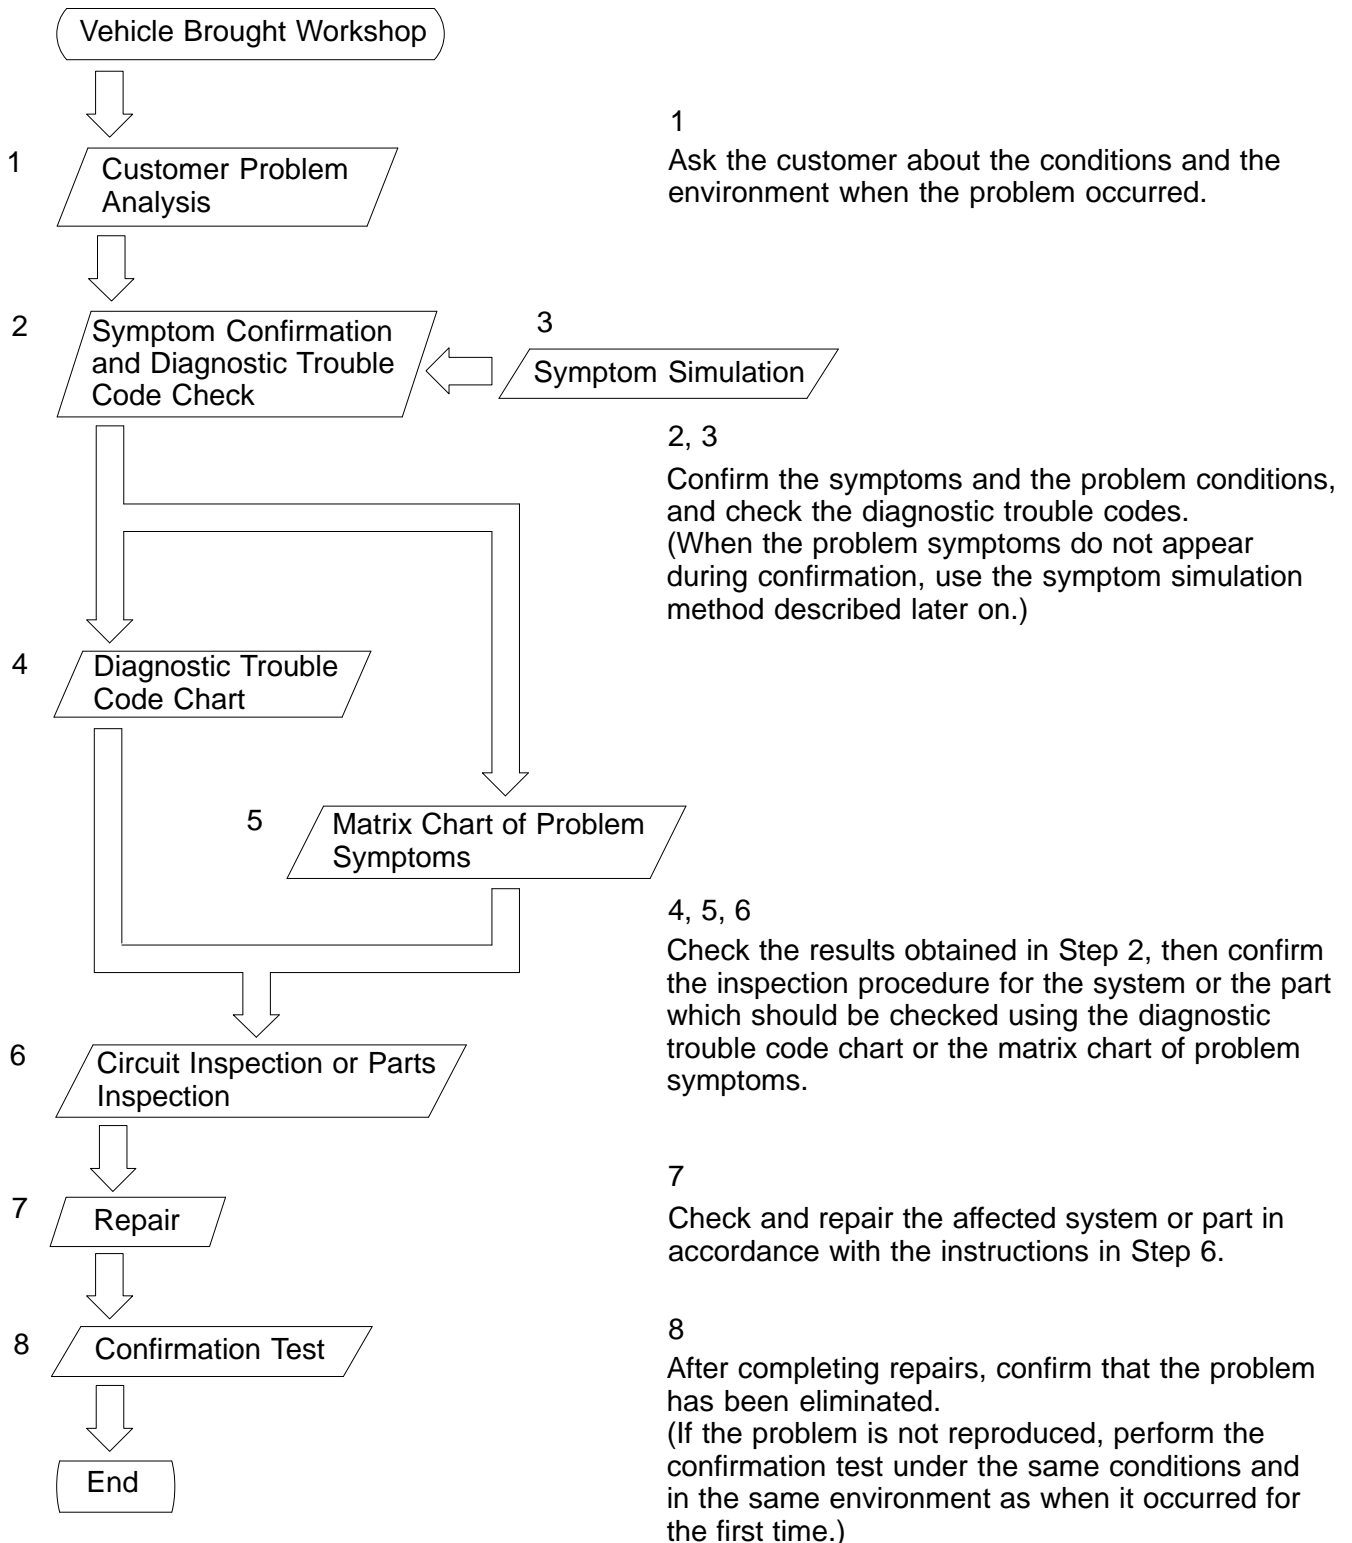 Vehicle Brought Workshop
1
Customer Problem
Analysis
1
Ask the customer about the conditions and the
environment when the problem occurred.
2
Symptom Confirmation
and Diagnostic Trouble
Code Check
3
Symptom Simulation
2, 3
Confirm the symptoms and the problem conditions,
and check the diagnostic trouble codes.
(When the problem symptoms do not appear
during confirmation, use the symptom simulation
method described later on.)
4
Diagnostic Trouble
Code Chart
5
Matrix Chart of Problem
Symptoms
4, 5, 6
Check the results obtained in Step 2, then confirm
the inspection procedure for the system or the part
which should be checked using the diagnostic
trouble code chart or the matrix chart of problem
symptoms.
6
Circuit Inspection or Parts
Inspection
7
Repair
7
Check and repair the affected system or part in
accordance with the instructions in Step 6.
8
Confirmation Test
8
After completing repairs, confirm that the problem
has been eliminated.
(If the problem is not reproduced, perform the
confirmation test under the same conditions and
in the same environment as when it occurred for
the first time.)
End